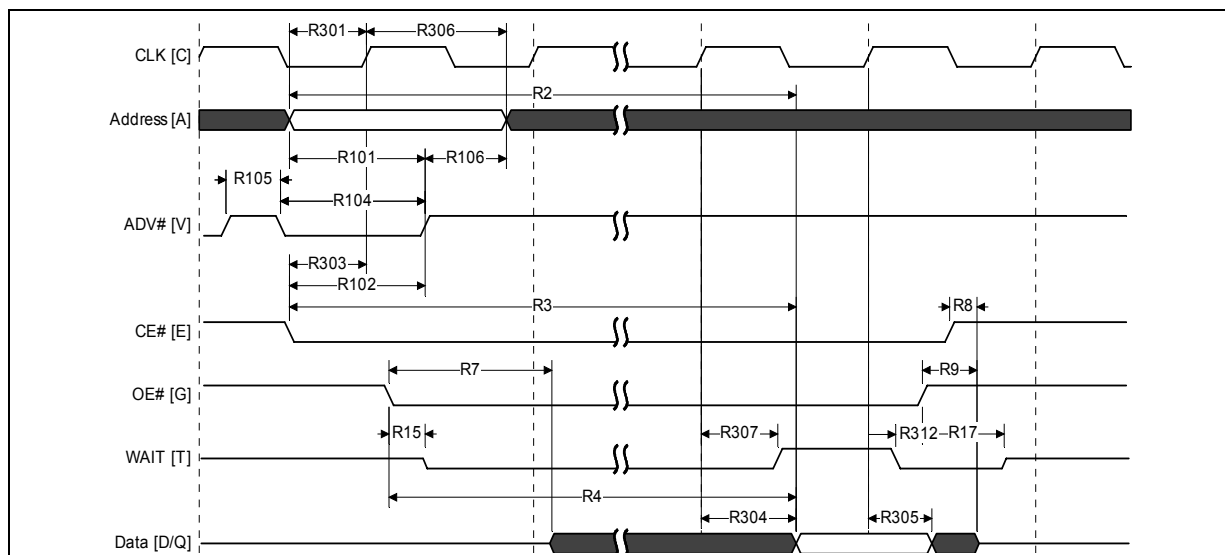 R301 R306
CLK [C]
R2
Address [A]
R101 R106
R105
R104
ADV# [V]
R303
R102
R3 R8
CE# [E]
R7 R9
OE# [G]
R15 R307 R312 R17
WAIT [T]
R4
R304 R305
Data [D/Q]